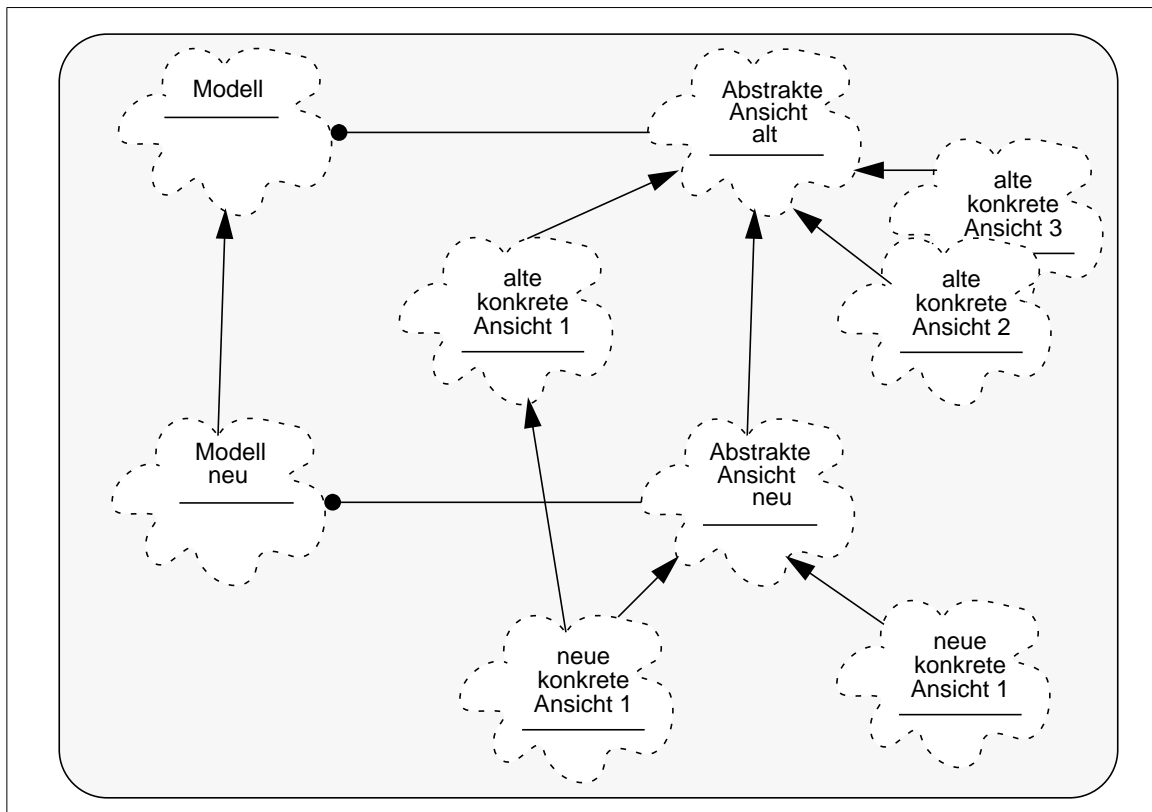 Modell
Abstrakte
Ansicht
alt
alte
konkrete
Ansicht 3
alte
konkrete
Ansicht 1
alte
konkrete
Ansicht 2
Modell
neu
Abstrakte
Ansicht
neu
neue
konkrete
Ansicht 1
neue
konkrete
Ansicht 1